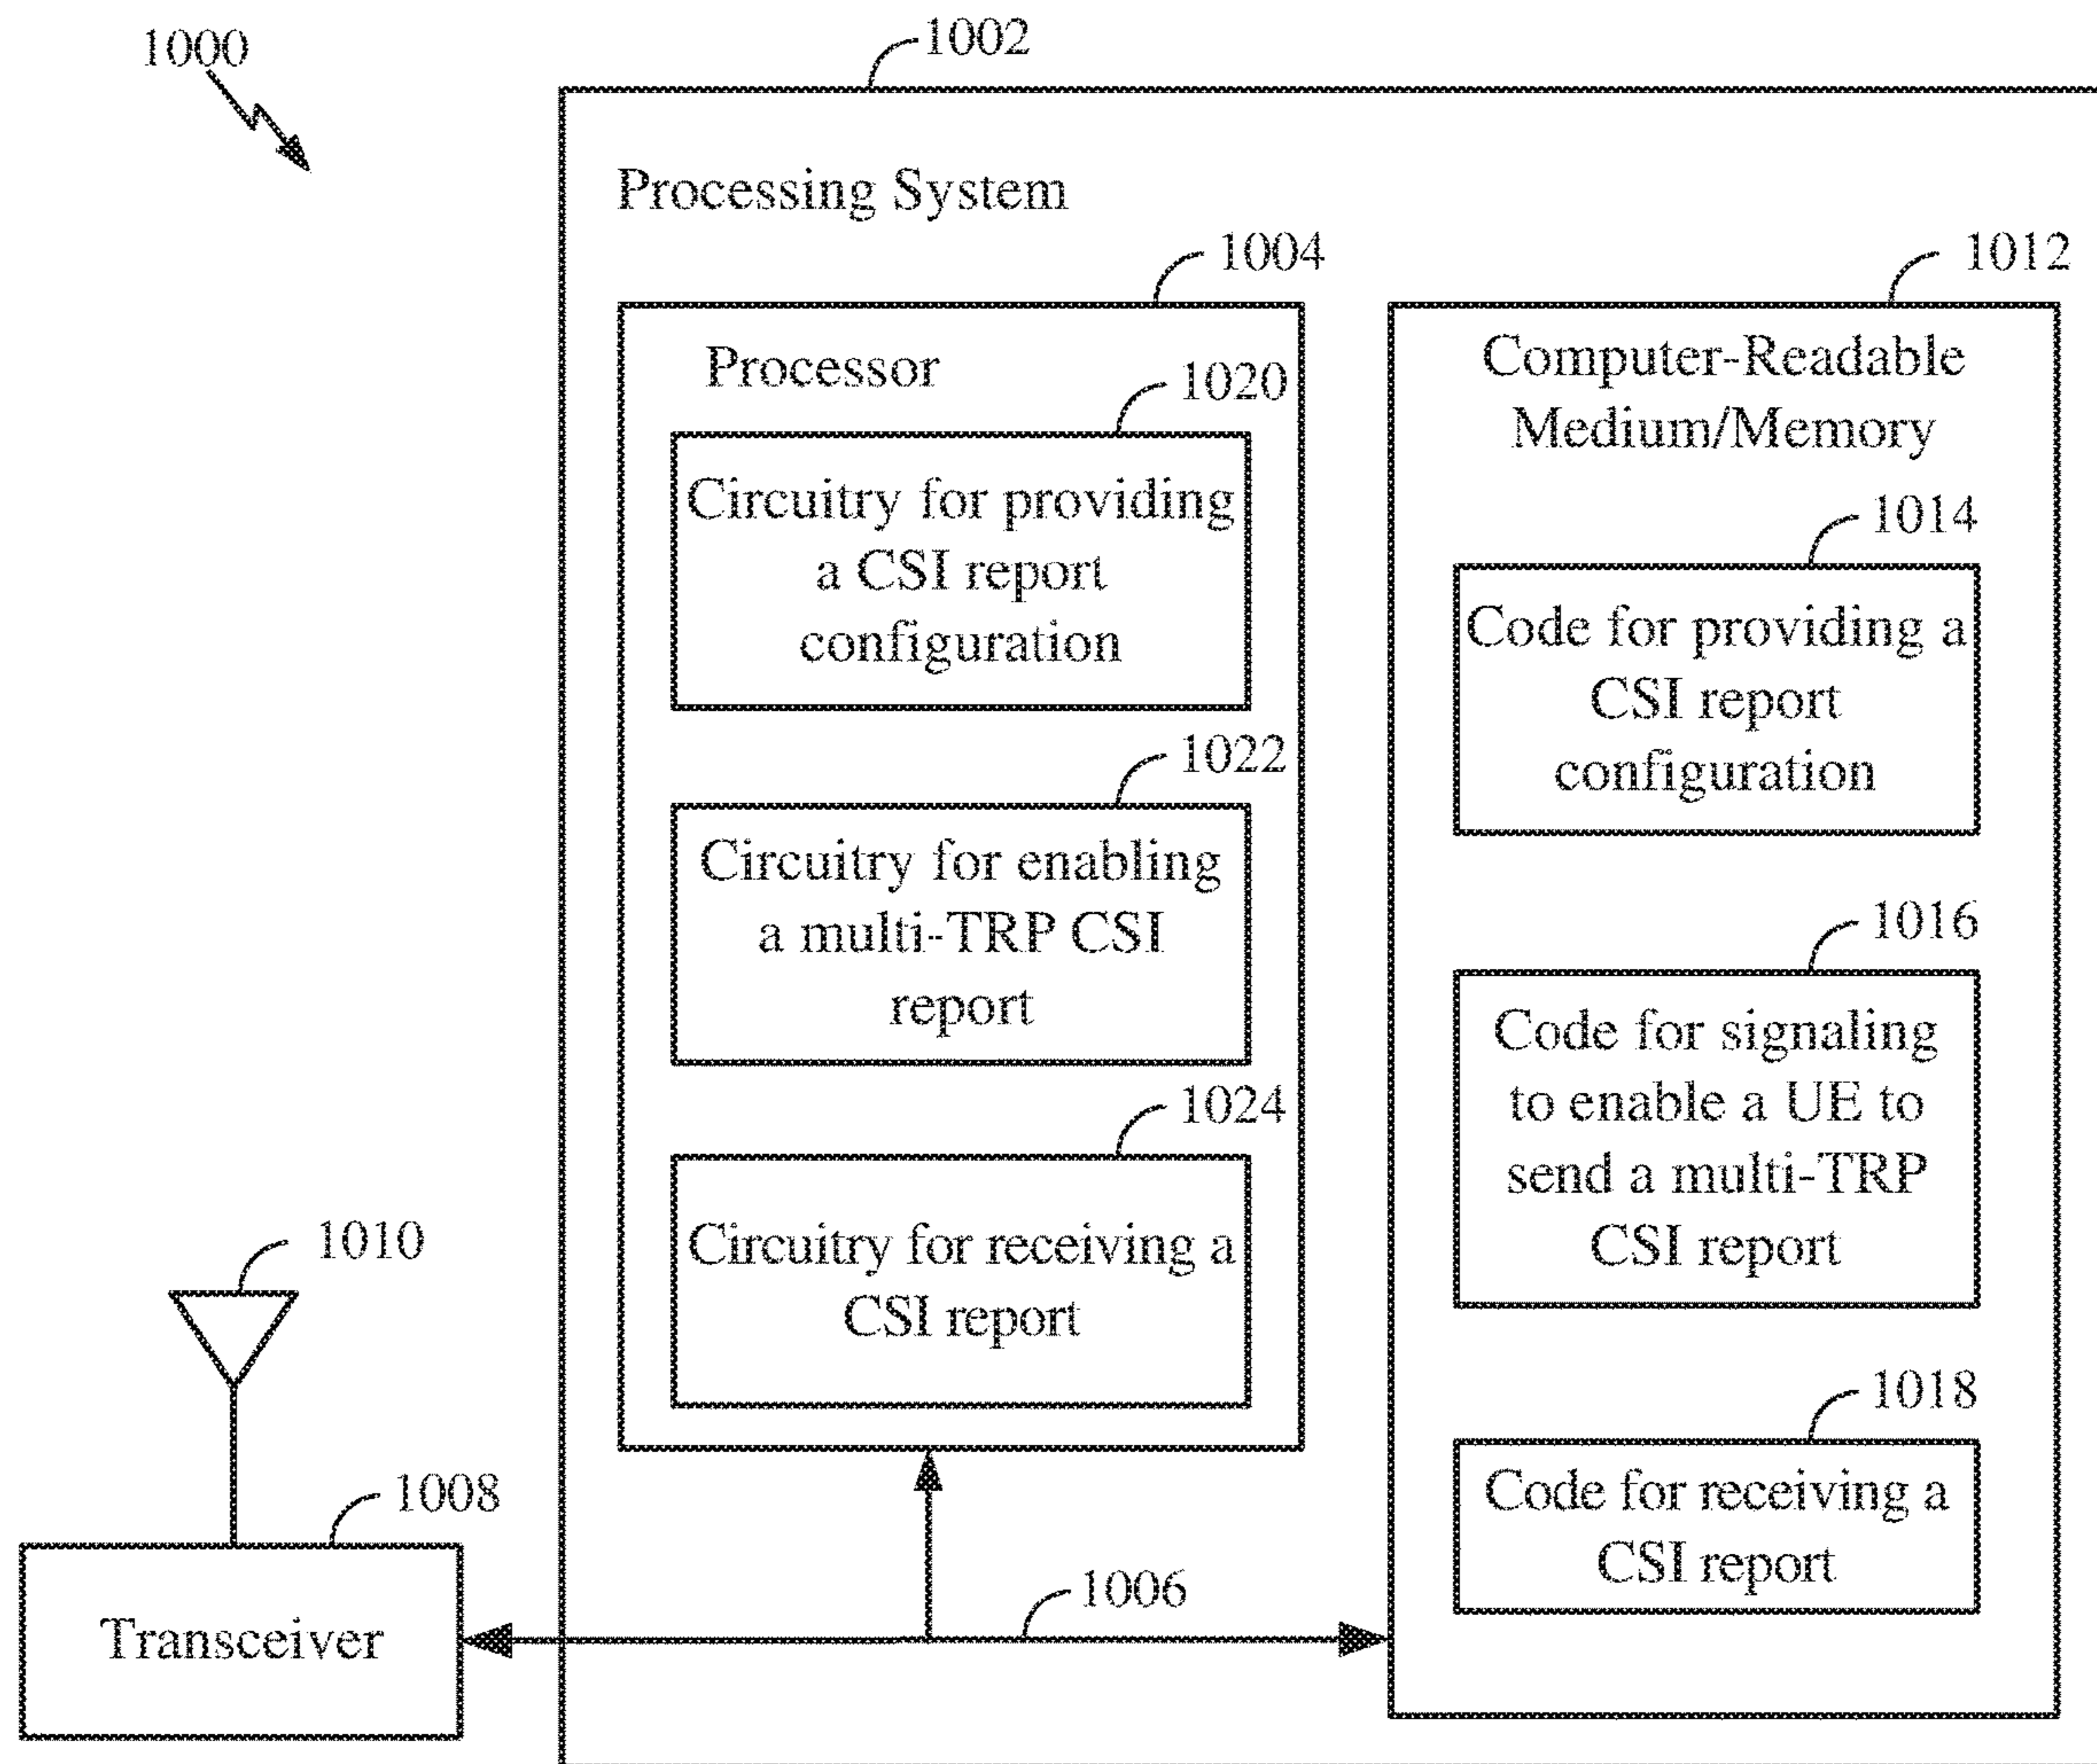 1000
1002
Processing System
1004
Processor
1020
Circuitry for providing
a CSI report
configuration
1022
Circuitry for enabling
a multi-TRP CSI
report
1024
Circuitry for receiving a
CSI report
1012
Computer-Readable
Medium/Memory
1014
Code for providing a
CSI report
configuration
1016
Code for signaling
to enable a UE to
send a multi-TRP
CSI report
1018
Code for receiving a
CSI report
1010
1008
Transceiver
1006